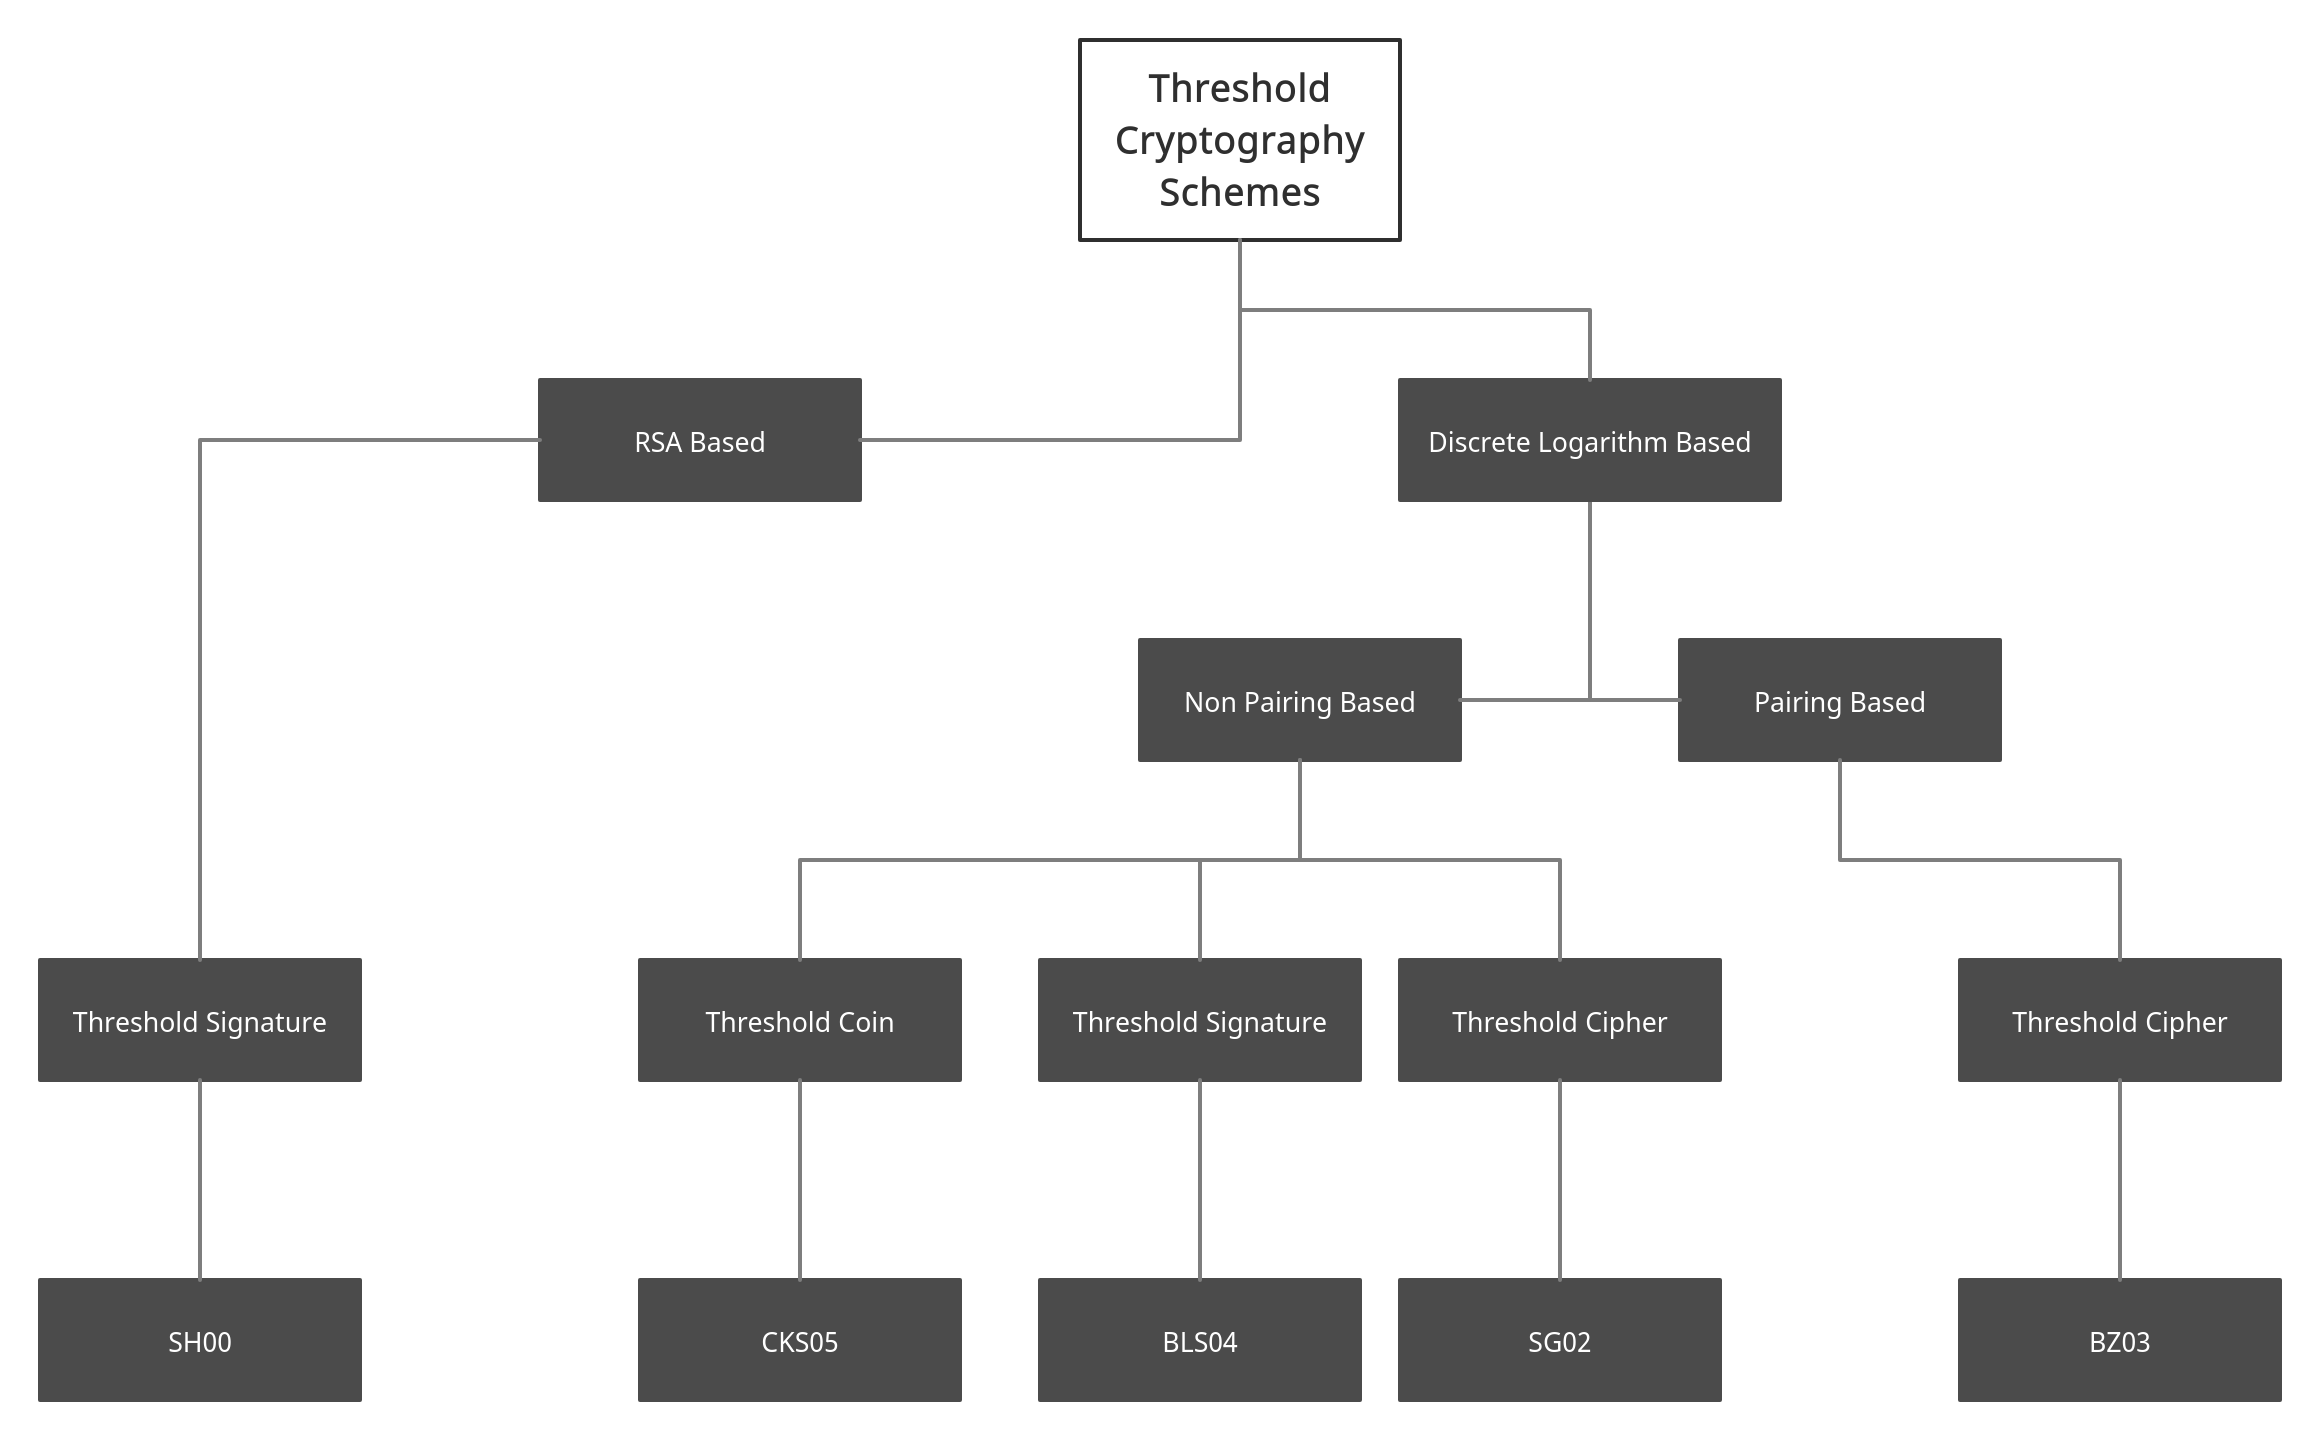 Threshold
Cryptography
Schemes
RSA Based
Discrete Logarithm Based
Non Pairing Based
Pairing Based
Threshold Signature
Threshold Coin
Threshold Signature
Threshold Cipher
Threshold Cipher
SH00
CKS05
BLS04
SG02
BZ03